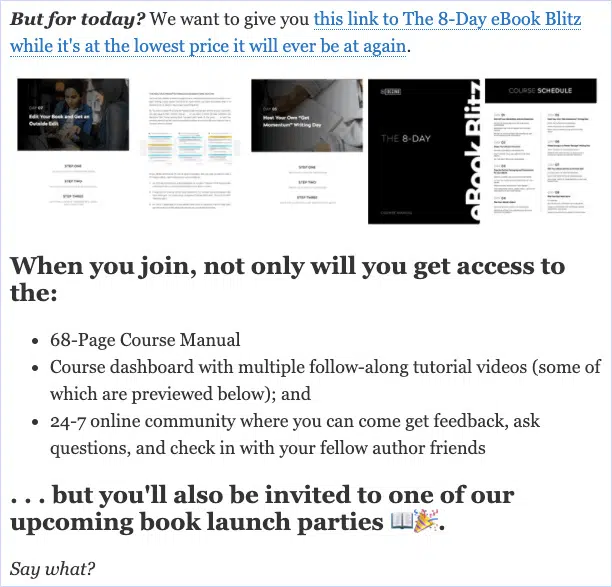 But for today? We want to give you this link to The 8-Day eBook Blitz
while it's at the lowest price it will ever be at again.
Edit Your Book and Get an
Outside Edit
STEP ONE
STEP TWO
STEP THREE
Host Your Own "Get
Momentum" Writing Day
STEP ONE
STEP TWO
STEP THREE
THE 8-DAY
eBook Blitz
COURSE MANUAL
COURSE SCHEDULE
When you join, not only will you get access to
the:
• 68-Page Course Manual
• Course dashboard with multiple follow-along tutorial videos (some of
which are previewed below); and
• 24-7 online community where you can come get feedback, ask
questions, and check in with your fellow author friends
. . . but you'll also be invited to one of our
upcoming book launch parties 📖🎉.
Say what?